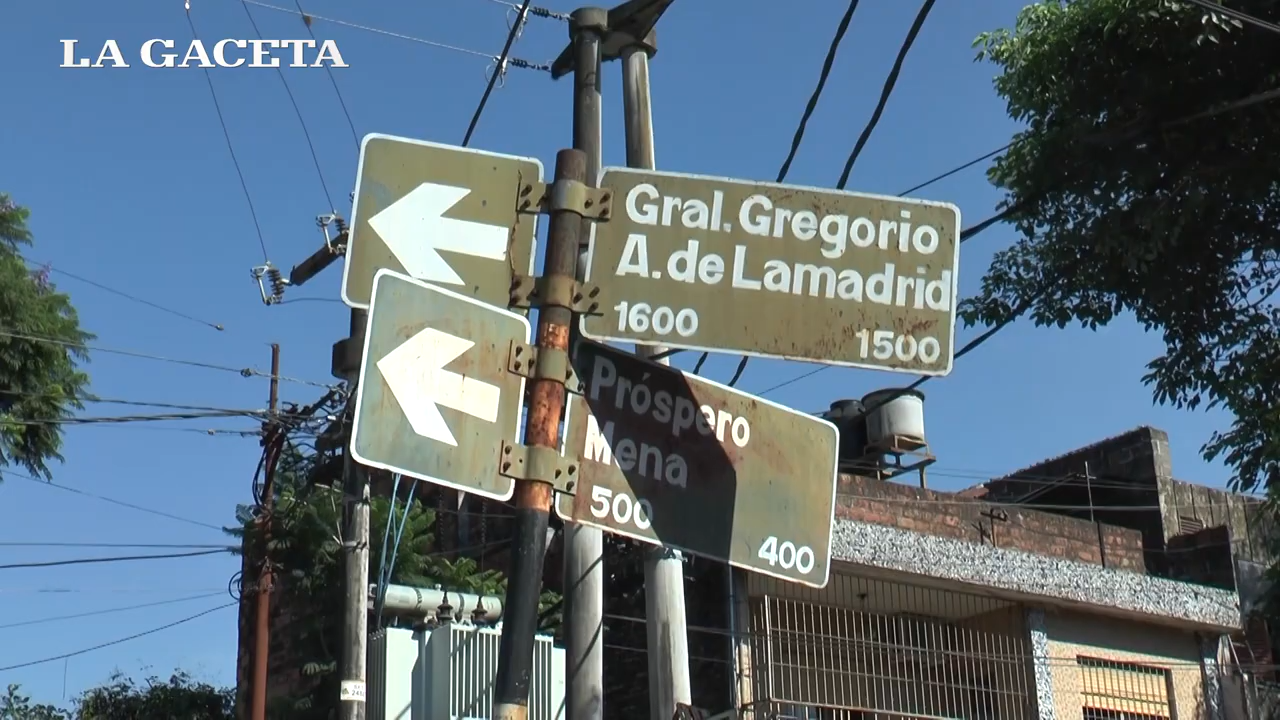 LA GACETA
Gral. Gregorio
A. de Lamadrid
1600 1500
Próspero
Mena
500 400